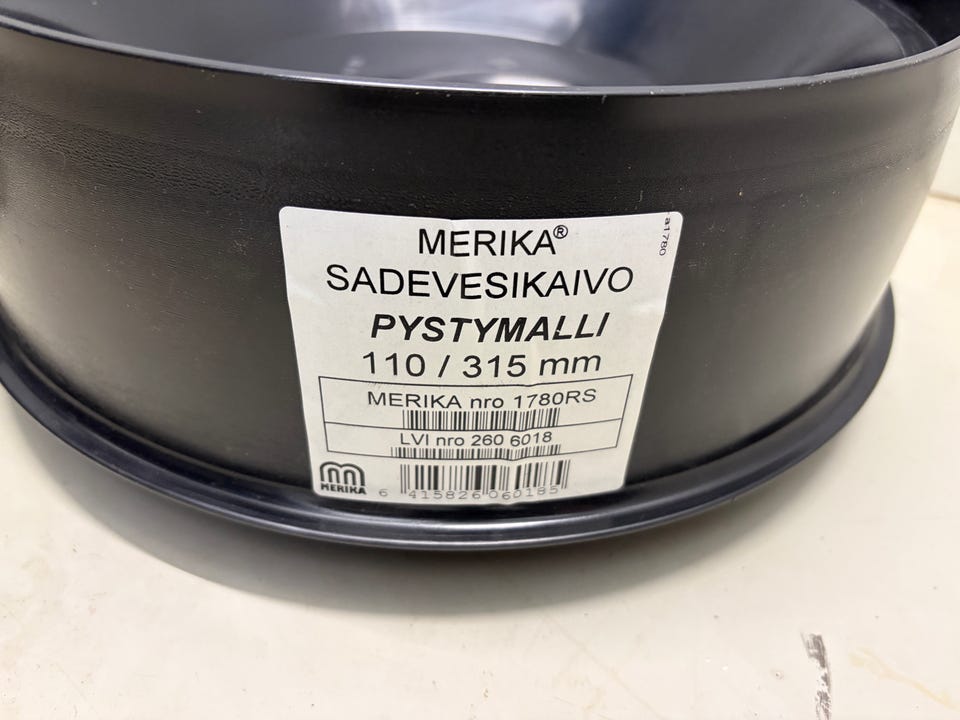 MERIKA®
SADEVESIKAIVO
PYSTYMALLI
110 / 315 mm
MERIKA nro 1780RS
LVI nro 260 6018
MERIKA
6 415826 060185
a1780